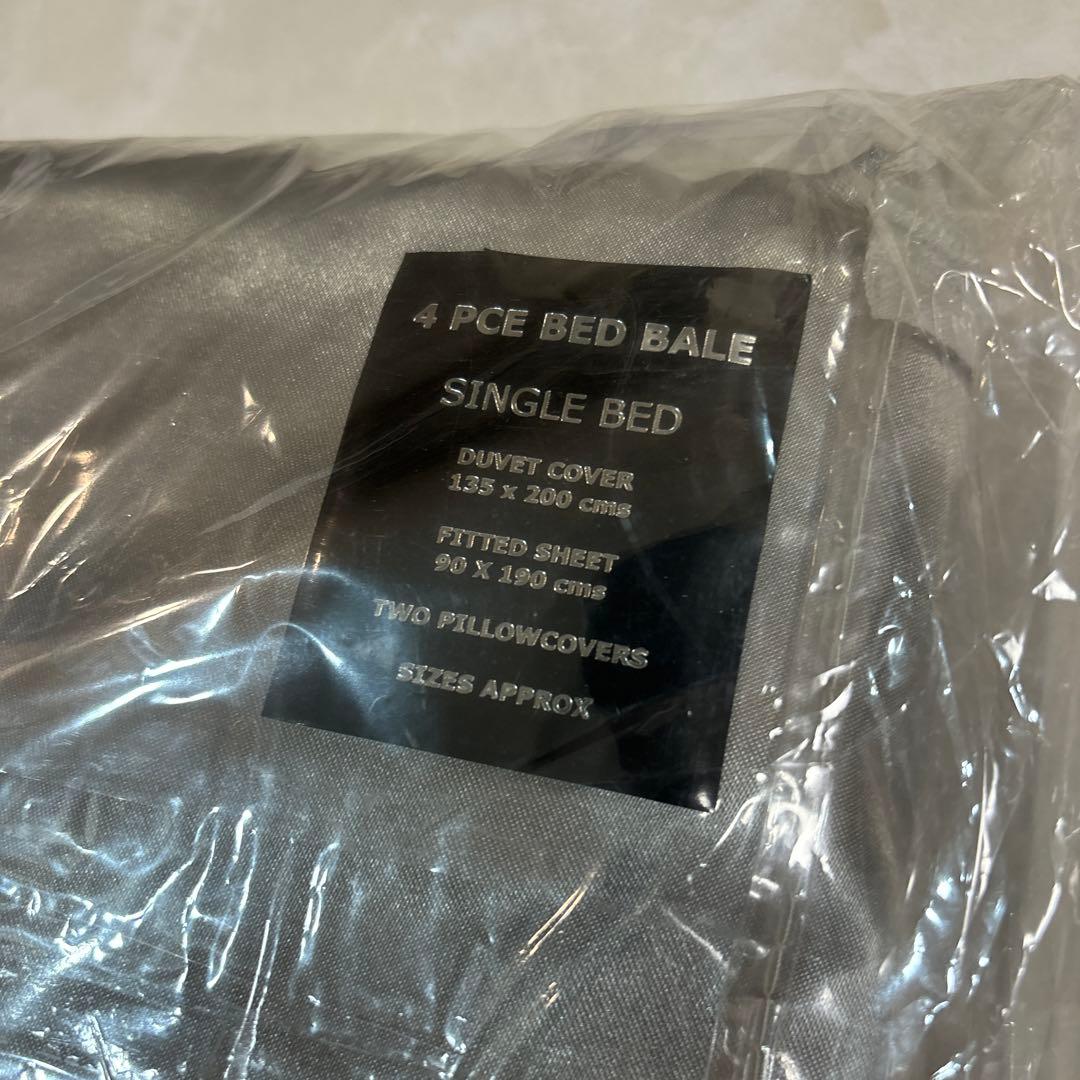 4 PCE BED BALE
SINGLE BED
DUVET COVER
135 x 200 cms
FITTED SHEET
90 X 190 cms
TWO PILLOWCOVERS
SIZES APPROX